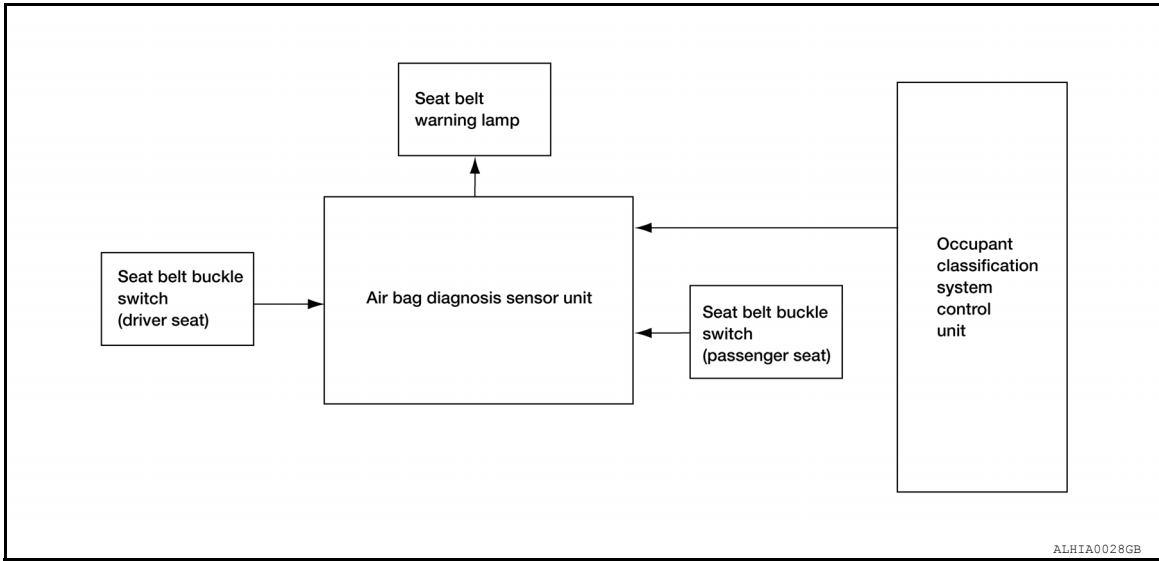 Seat belt
warning lamp
Seat belt buckle
switch
(driver seat)
Air bag diagnosis sensor unit
Seat belt buckle
switch
(passenger seat)
Occupant
classification
system
control
unit
ALHIA0028GB